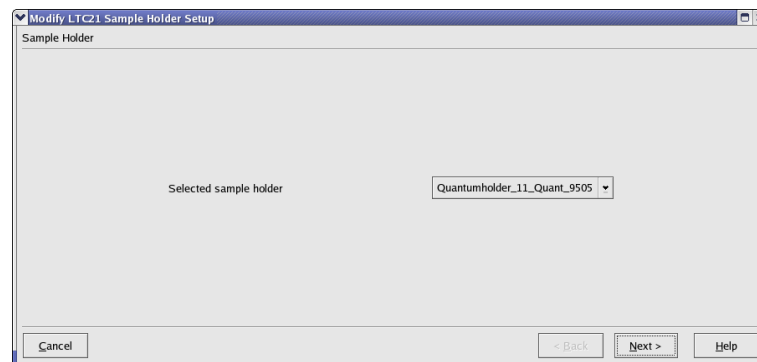 Modify LTC21 Sample Holder Setup
Sample Holder
Selected sample holder Quantumholder_11_Quant_9505
Cancel < Back Next > Help